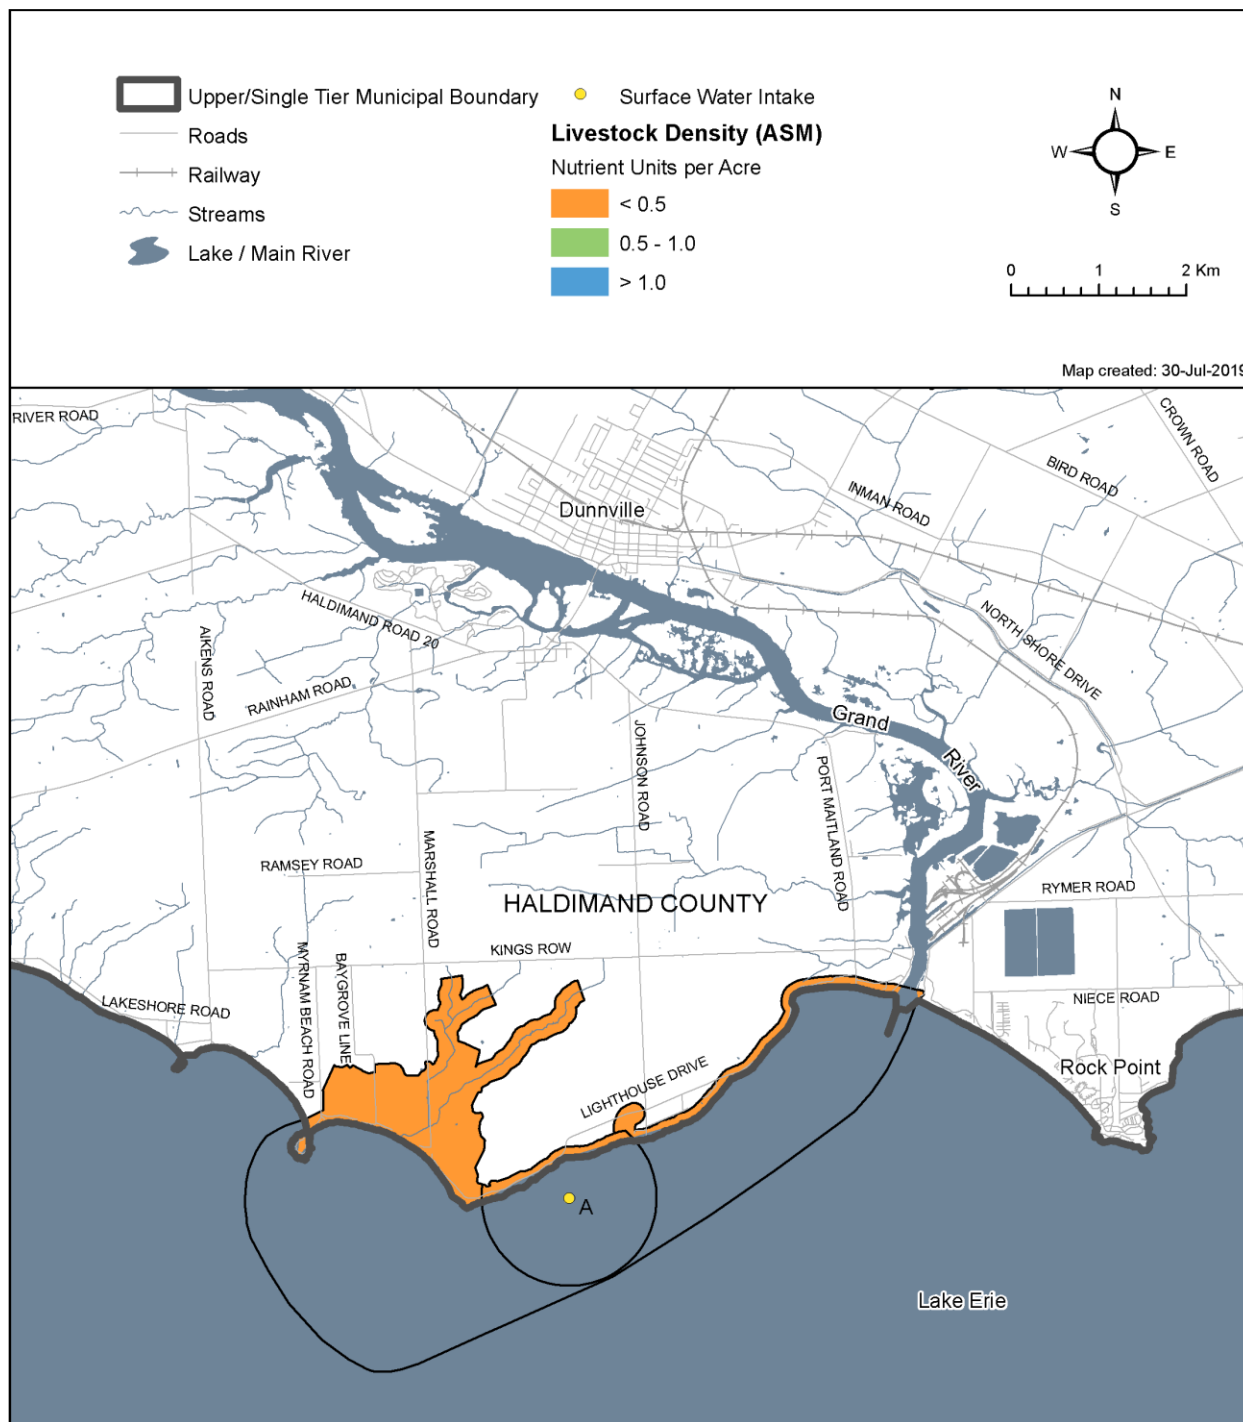 Upper/Single Tier Municipal Boundary
Roads
Railway
Streams
Lake / Main River
Surface Water Intake
Livestock Density (ASM)
Nutrient Units per Acre
< 0.5
0.5 - 1.0
> 1.0
N
W
E
S
0 1 2 Km
Map created: 30-Jul-2019
RIVER ROAD
CROWN ROAD
BIRD ROAD
INMAN ROAD
Dunnville
NORTH SHORE DRIVE
HALDIMAND ROAD 20
AIKENS ROAD
RAINHAM ROAD
JOHNSON ROAD
Grand
River
PORT MAITLAND ROAD
MARSHALL ROAD
RAMSEY ROAD
RYMER ROAD
HALDIMAND COUNTY
KINGS ROW
MYRNAM BEACH ROAD
BAYGROVE LINE
LAKESHORE ROAD
NIECE ROAD
LIGHTHOUSE DRIVE
Rock Point
A
Lake Erie